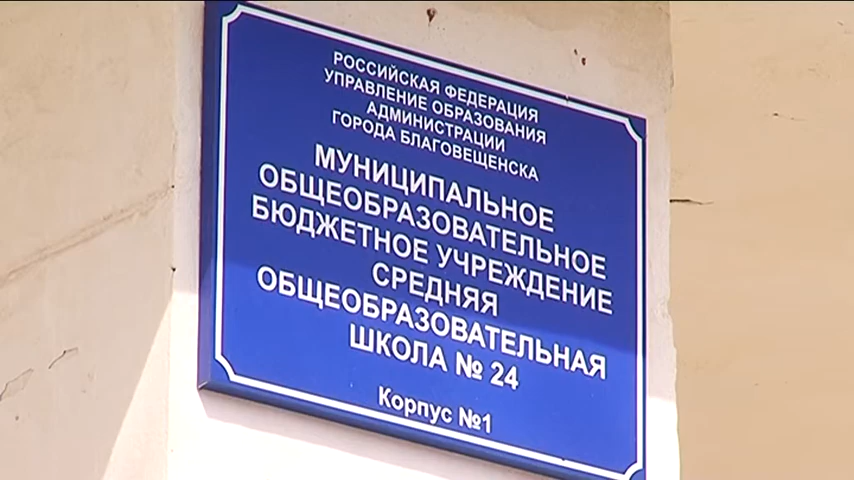 РОССИЙСКАЯ ФЕДЕРАЦИЯ
УПРАВЛЕНИЕ ОБРАЗОВАНИЯ
АДМИНИСТРАЦИИ
ГОРОДА БЛАГОВЕЩЕНСКА
МУНИЦИПАЛЬНОЕ
ОБЩЕОБРАЗОВАТЕЛЬНОЕ
БЮДЖЕТНОЕ УЧРЕЖДЕНИЕ
СРЕДНЯЯ
ОБЩЕОБРАЗОВАТЕЛЬНАЯ
ШКОЛА № 24
Корпус №1